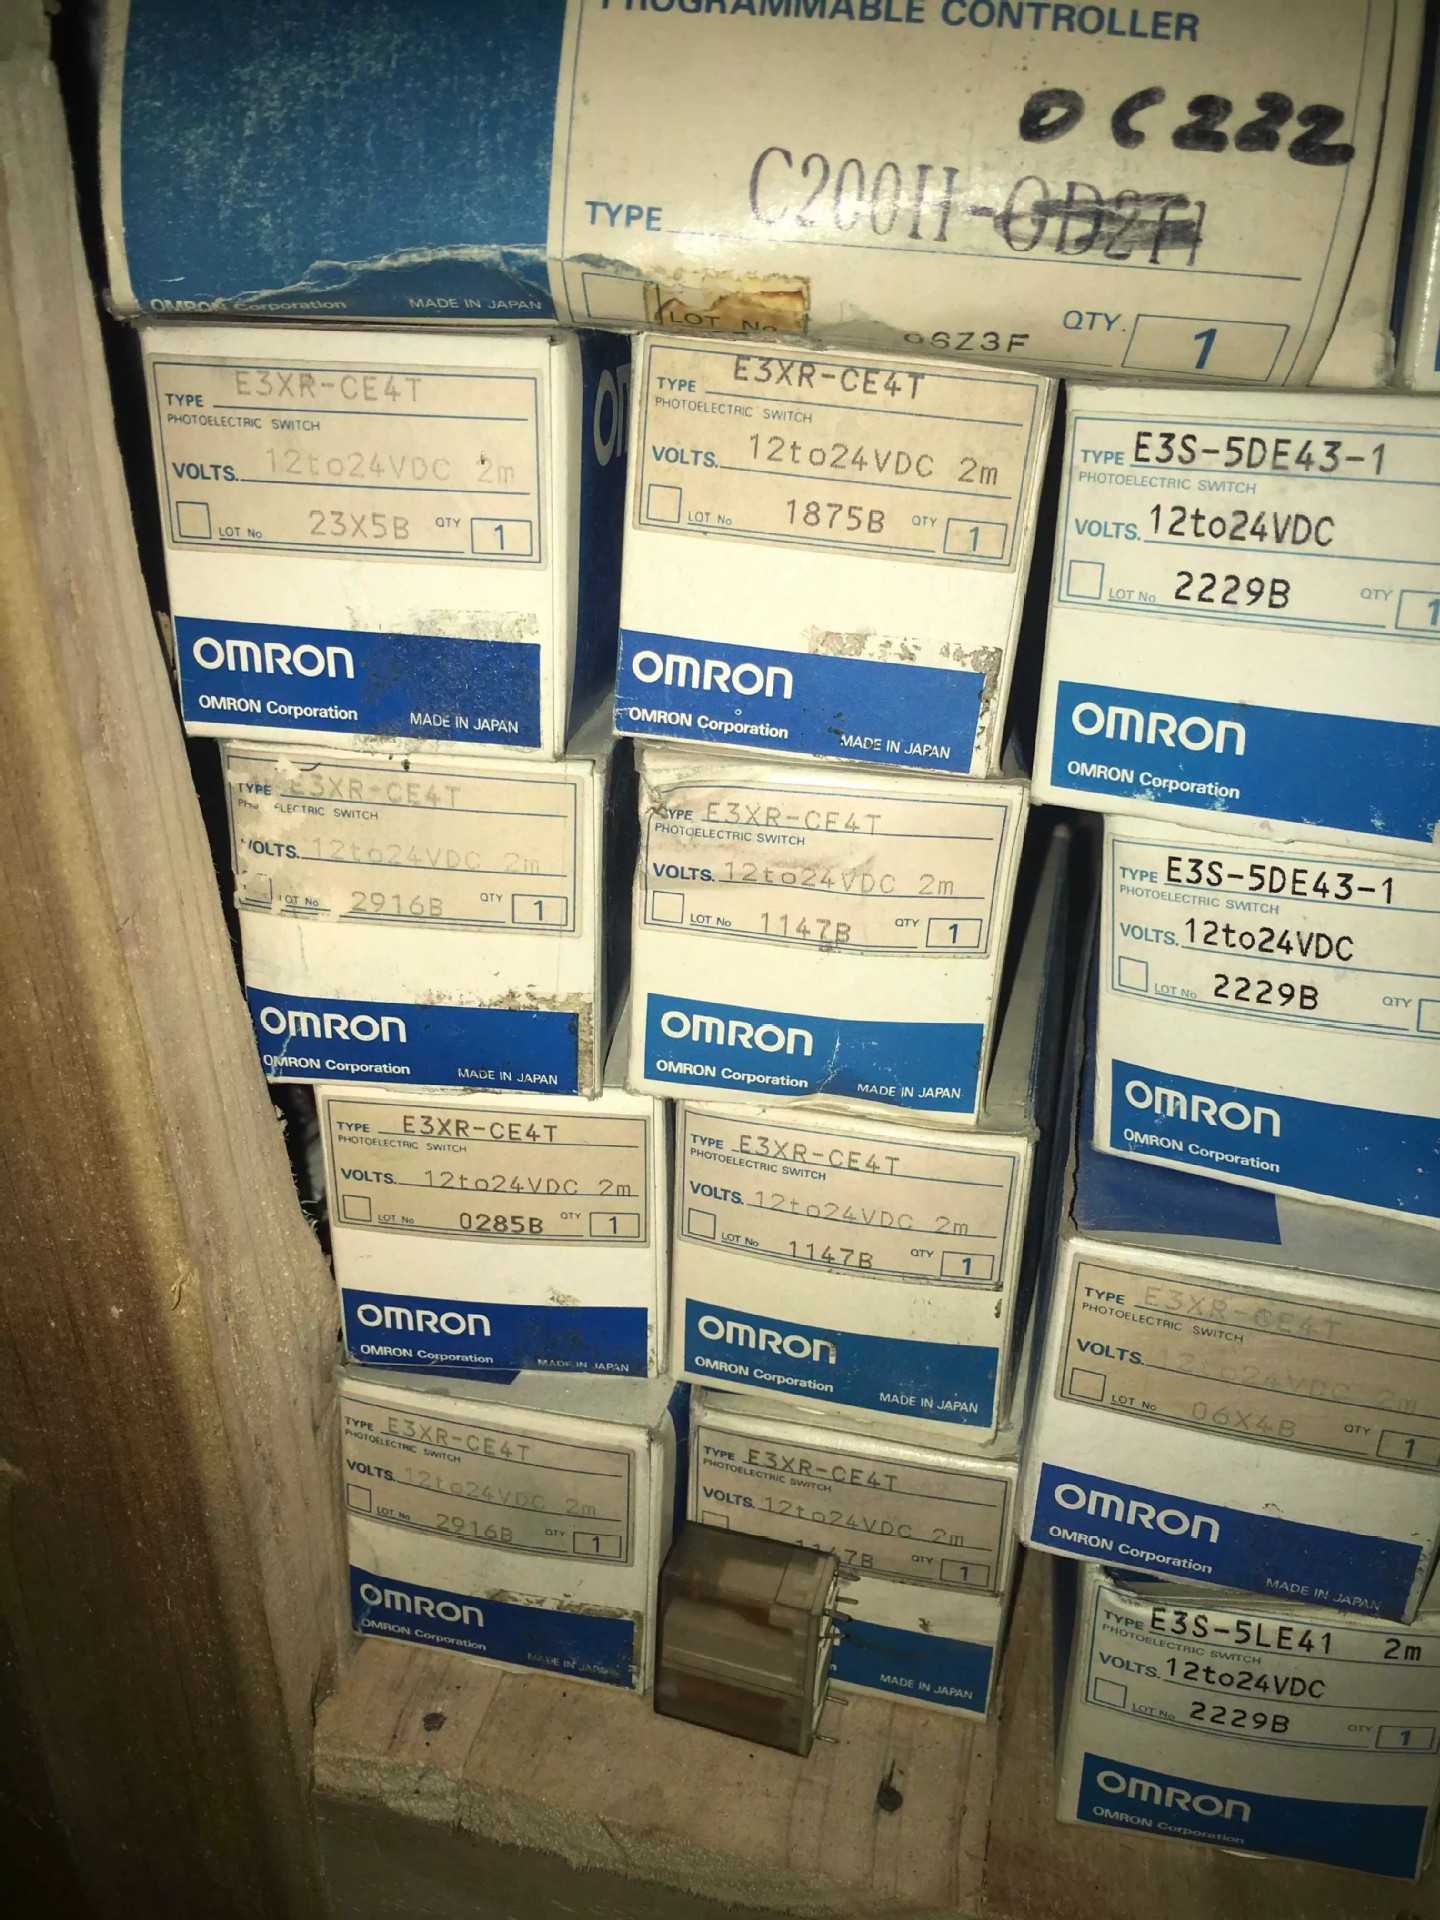 PROGRAMMABLE CONTROLLER
OC222
TYPE C200H-OD211
OMRON Corporation MADE IN JAPAN
LOT No 06Z3F QTY. 1
TYPE E3XR-CE4T
PHOTOELECTRIC SWITCH
VOLTS. 12to24VDC 2m
LOT No 23X5B QTY 1
OMRON
OMRON Corporation MADE IN JAPAN
TYPE E3XR-CE4T
PHOTOELECTRIC SWITCH
VOLTS. 12to24VDC 2m
LOT No 1875B QTY 1
OMRON
OMRON Corporation MADE IN JAPAN
TYPE E3S-5DE43-1
PHOTOELECTRIC SWITCH
VOLTS. 12to24VDC
LOT No 2229B QTY 1
OMRON
OMRON Corporation
TYPE E3XR-CE4T
ELECTRIC SWITCH
VOLTS. 12to24VDC 2m
LOT No 2916B QTY 1
OMRON
OMRON Corporation MADE IN JAPAN
TYPE E3XR-CE4T
PHOTOELECTRIC SWITCH
VOLTS. 12to24VDC 2m
LOT No 1147B QTY 1
OMRON
OMRON Corporation MADE IN JAPAN
TYPE E3S-5DE43-1
PHOTOELECTRIC SWITCH
VOLTS. 12to24VDC
LOT No 2229B QTY
OMRON
OMRON Corporation
TYPE E3XR-CE4T
PHOTOELECTRIC SWITCH
VOLTS. 12to24VDC 2m
LOT No 0285B QTY 1
OMRON
OMRON Corporation MADE IN JAPAN
TYPE E3XR-CE4T
PHOTOELECTRIC SWITCH
VOLTS. 12to24VDC 2m
LOT No 1147B QTY 1
OMRON
OMRON Corporation MADE IN JAPAN
TYPE E3XR-CE4T
PHOTOELECTRIC SWITCH
VOLTS. 12to24VDC 2m
LOT No 06X4B QTY 1
OMRON
OMRON Corporation MADE IN JAPAN
TYPE E3XR-CE4T
PHOTOELECTRIC SWITCH
VOLTS. 12to24VDC 2m
LOT No 2916B QTY 1
OMRON
OMRON Corporation MADE IN JAPAN
TYPE E3XR-CE4T
PHOTOELECTRIC SWITCH
VOLTS. 12to24VDC 2m
1147B QTY 1
MADE IN JAPAN
TYPE E3S-5LE41 2m
PHOTOELECTRIC SWITCH
VOLTS. 12to24VDC
LOT No 2229B QTY 1
OMRON
OMRON Corporation